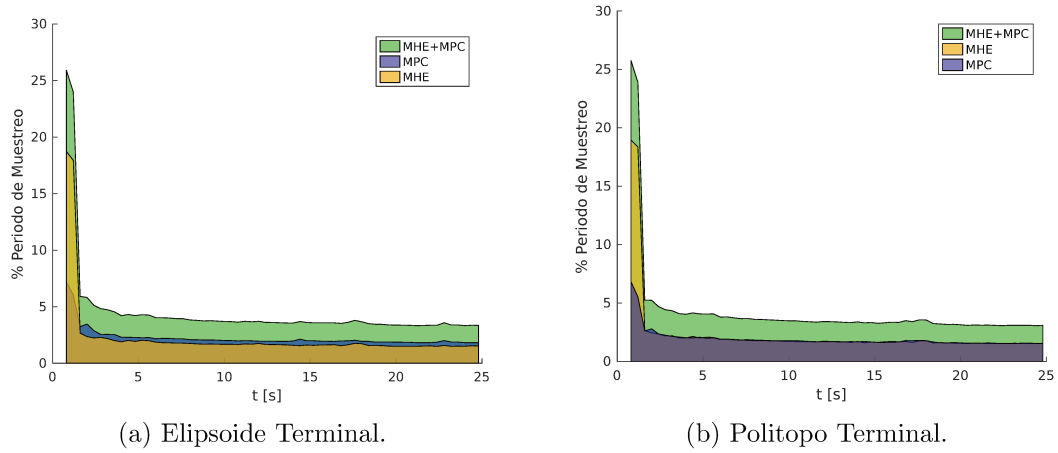 30
25
20
15
10
5
0
% Periodo de Muestreo
MHE+MPC
MPC
MHE
0 5 10 15 20 25
t [s]
(a) Elipsoide Terminal.
30
25
20
15
10
5
0
% Periodo de Muestreo
MHE+MPC
MHE
MPC
0 5 10 15 20 25
t [s]
(b) Politopo Terminal.